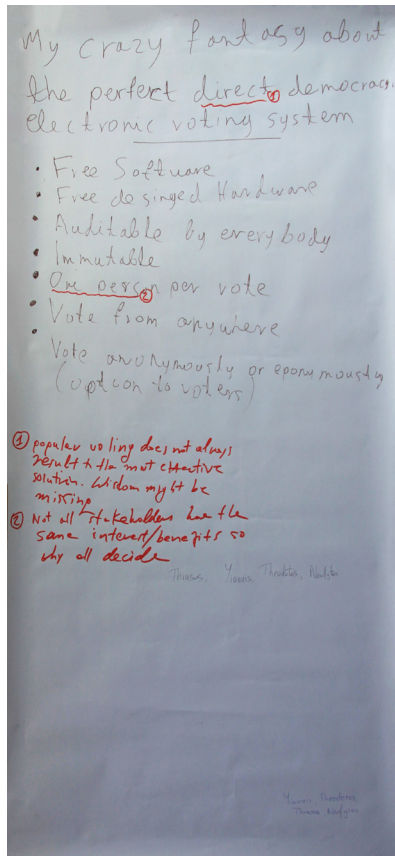 My crazy fantasy about
the perfect direct ① democracy
electronic voting system
• Free Software
• Free desinged Hardware
• Auditable by everybody
• Immutable
• One person ② per vote
• Vote from anywhere
Vote anonymously or eponymously
(option to voters)
① popular voting does not always
result to the most effective
solution. Wisdom might be
missing
② Not all stakeholders have the
same interest/benefits so
why all decide
Yiannis Theodotos,